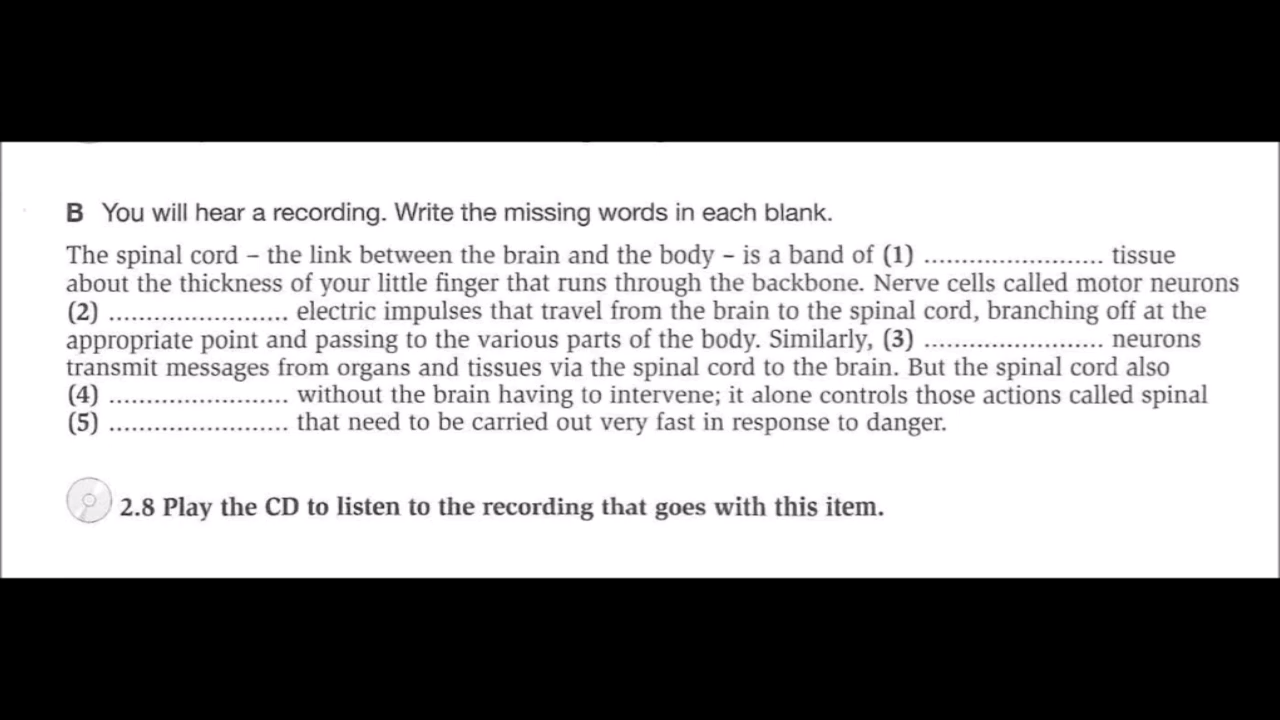 B You will hear a recording. Write the missing words in each blank.
The spinal cord – the link between the brain and the body – is a band of (1) ........................ tissue
about the thickness of your little finger that runs through the backbone. Nerve cells called motor neurons
(2) ........................ electric impulses that travel from the brain to the spinal cord, branching off at the
appropriate point and passing to the various parts of the body. Similarly, (3) ........................ neurons
transmit messages from organs and tissues via the spinal cord to the brain. But the spinal cord also
(4) ........................ without the brain having to intervene; it alone controls those actions called spinal
(5) ........................ that need to be carried out very fast in response to danger.
2.8 Play the CD to listen to the recording that goes with this item.